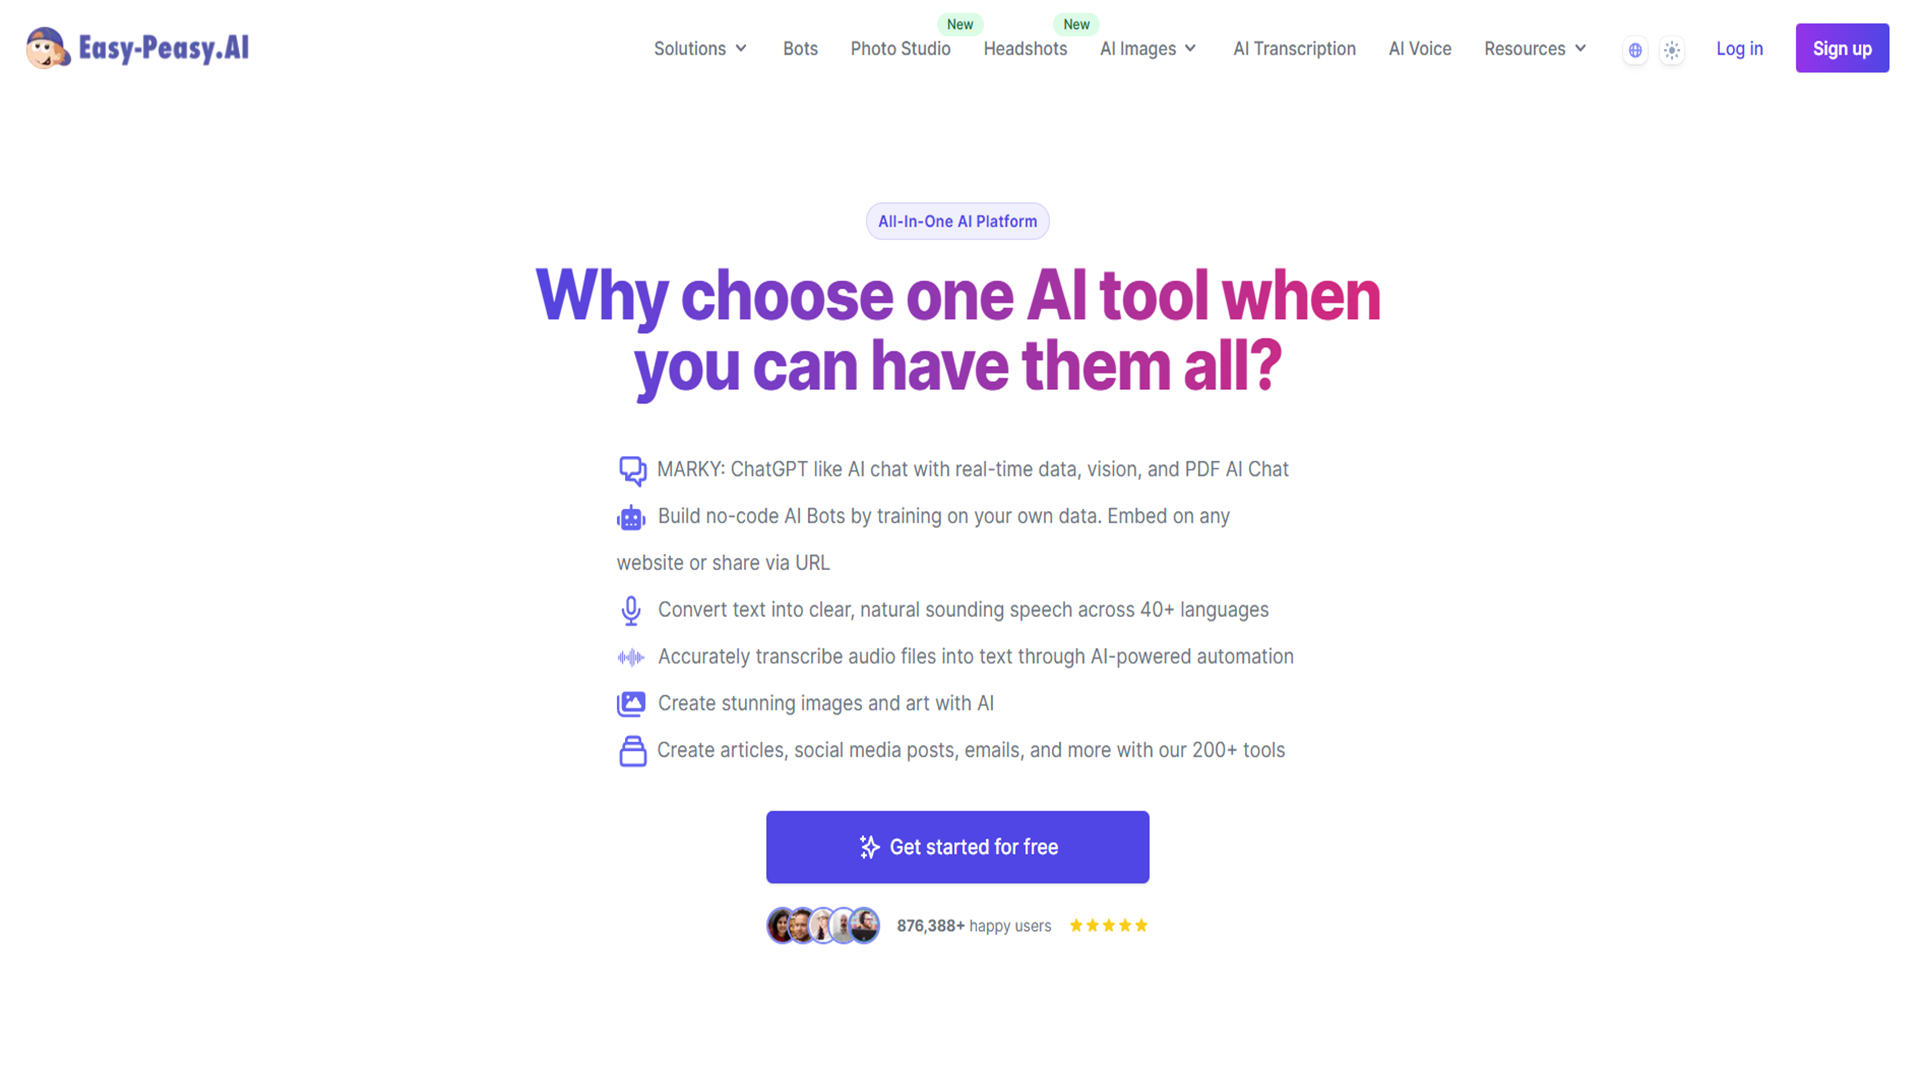 Easy-Peasy.AI
Solutions
Bots
New
Photo Studio
New
Headshots
AI Images
AI Transcription
AI Voice
Resources
Log in
Sign up
All-In-One AI Platform
Why choose one AI tool when
you can have them all?
MARKY: ChatGPT like AI chat with real-time data, vision, and PDF AI Chat
Build no-code AI Bots by training on your own data. Embed on any
website or share via URL
Convert text into clear, natural sounding speech across 40+ languages
Accurately transcribe audio files into text through AI-powered automation
Create stunning images and art with AI
Create articles, social media posts, emails, and more with our 200+ tools
Get started for free
876,388+ happy users